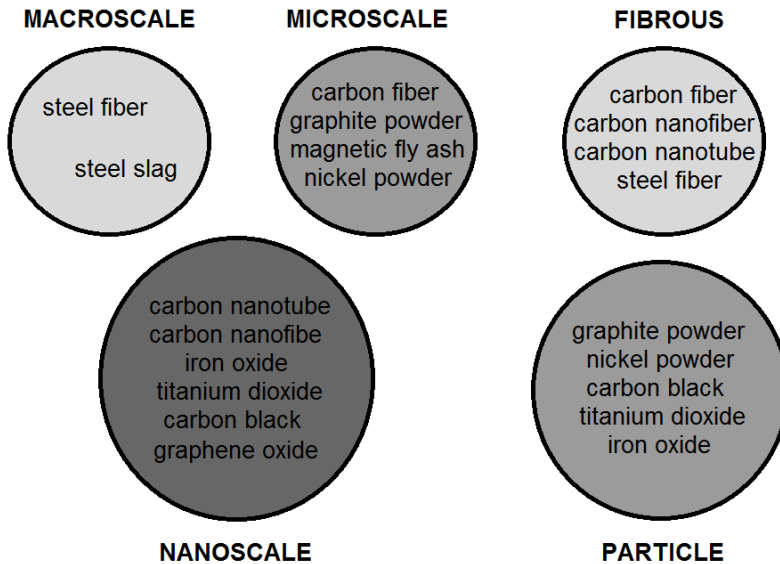 MACROSCALE
steel fiber
steel slag
MICROSCALE
carbon fiber
graphite powder
magnetic fly ash
nickel powder
FIBROUS
carbon fiber
carbon nanofiber
carbon nanotube
steel fiber
carbon nanotube
carbon nanofibe
iron oxide
titanium dioxide
carbon black
graphene oxide
NANOSCALE
graphite powder
nickel powder
carbon black
titanium dioxide
iron oxide
PARTICLE